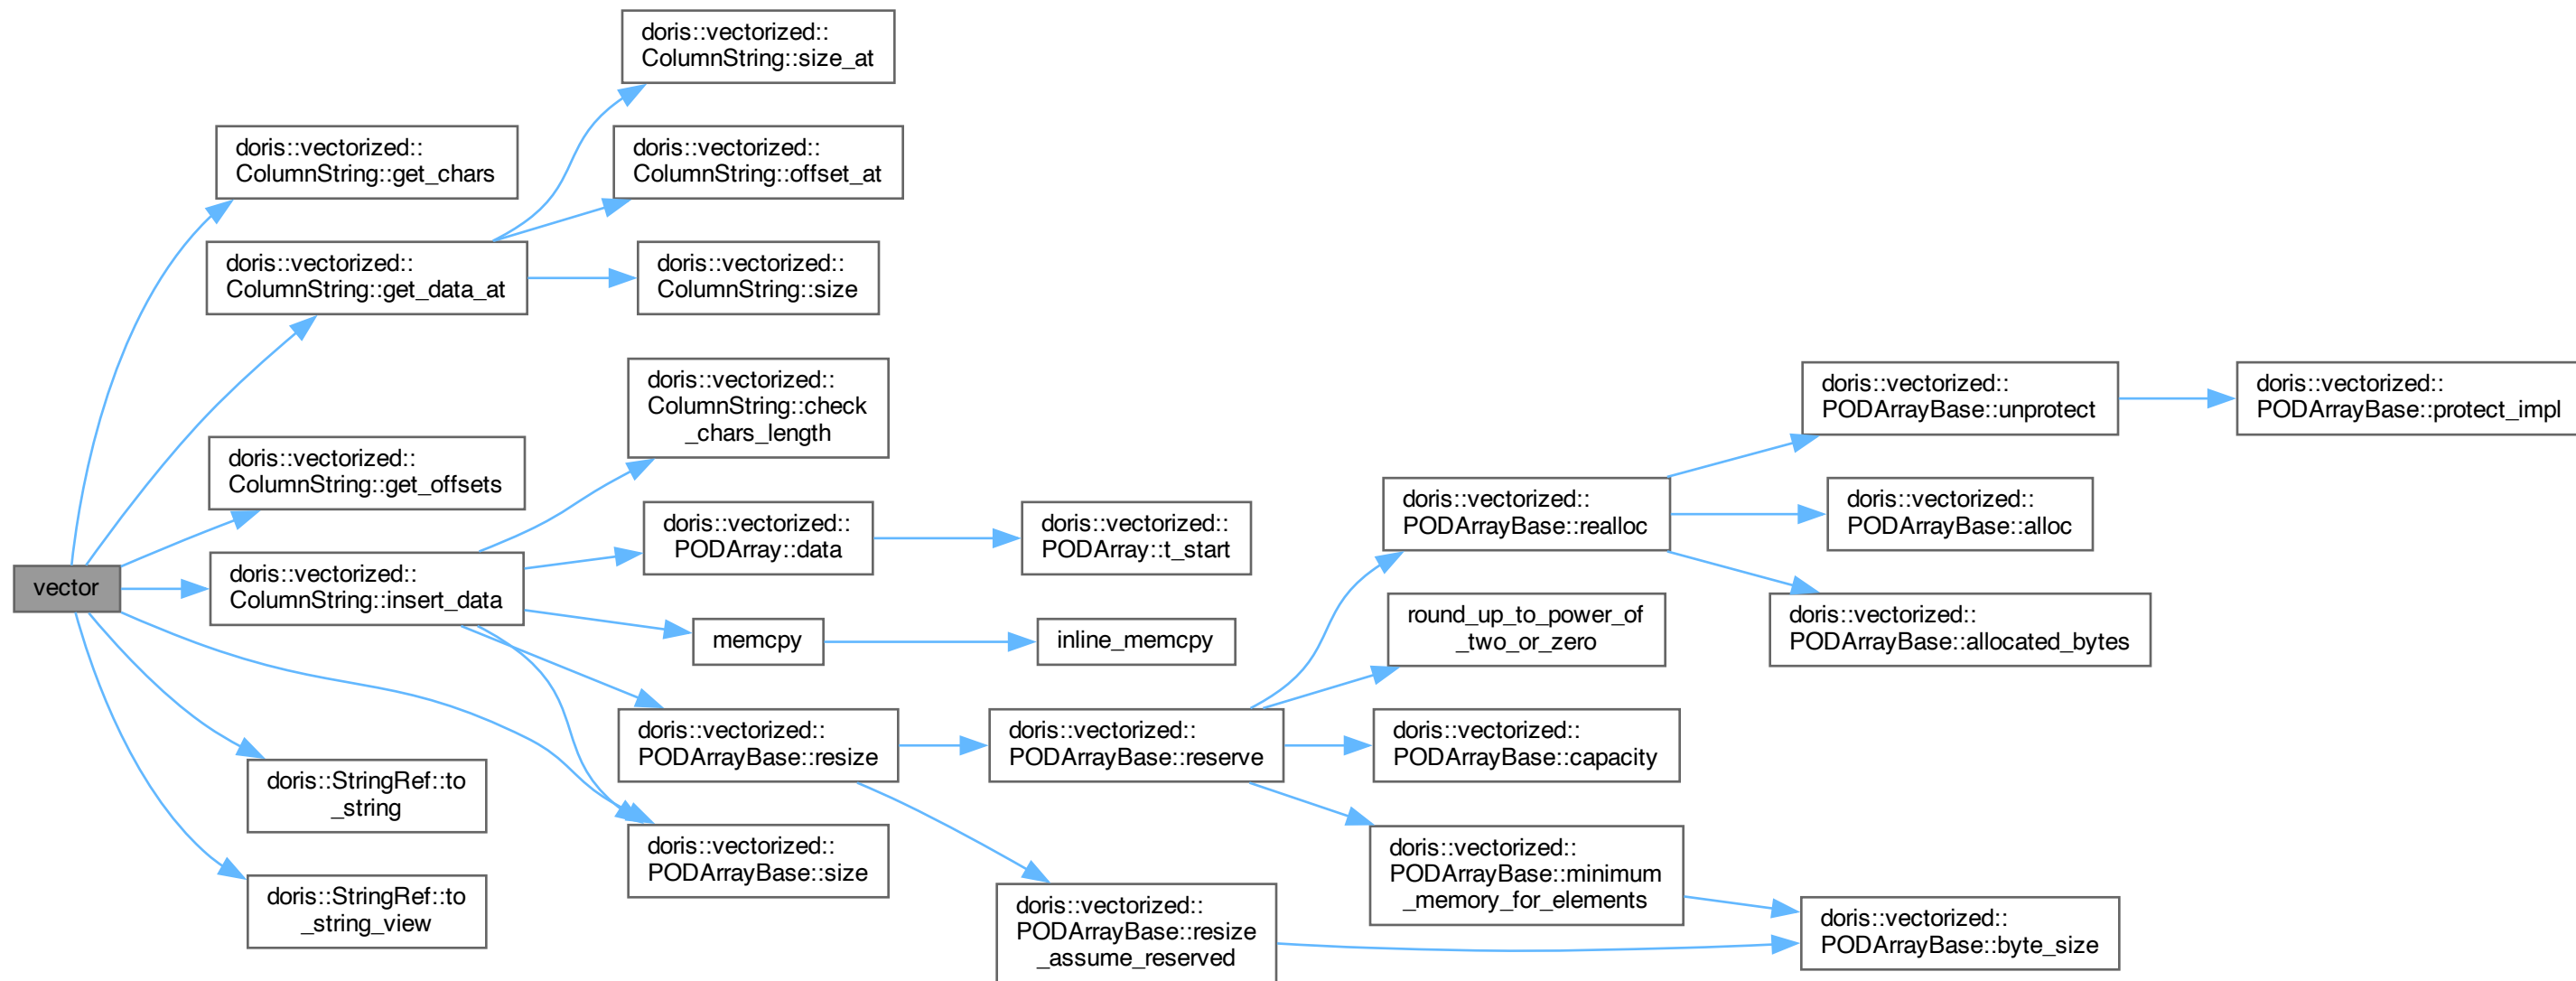 doris::vectorized::
ColumnString::size_at
doris::vectorized::
ColumnString::get_chars
doris::vectorized::
ColumnString::offset_at
doris::vectorized::
ColumnString::get_data_at
doris::vectorized::
ColumnString::size
doris::vectorized::
ColumnString::check
_chars_length
doris::vectorized::
PODArrayBase::unprotect
doris::vectorized::
PODArrayBase::protect_impl
doris::vectorized::
ColumnString::get_offsets
doris::vectorized::
PODArray::data
doris::vectorized::
PODArray::t_start
doris::vectorized::
PODArrayBase::realloc
doris::vectorized::
PODArrayBase::alloc
vector
doris::vectorized::
ColumnString::insert_data
memcpy
inline_memcpy
round_up_to_power_of
_two_or_zero
doris::vectorized::
PODArrayBase::allocated_bytes
doris::vectorized::
PODArrayBase::resize
doris::vectorized::
PODArrayBase::reserve
doris::vectorized::
PODArrayBase::capacity
doris::StringRef::to
_string
doris::vectorized::
PODArrayBase::size
doris::vectorized::
PODArrayBase::minimum
_memory_for_elements
doris::StringRef::to
_string_view
doris::vectorized::
PODArrayBase::resize
_assume_reserved
doris::vectorized::
PODArrayBase::byte_size